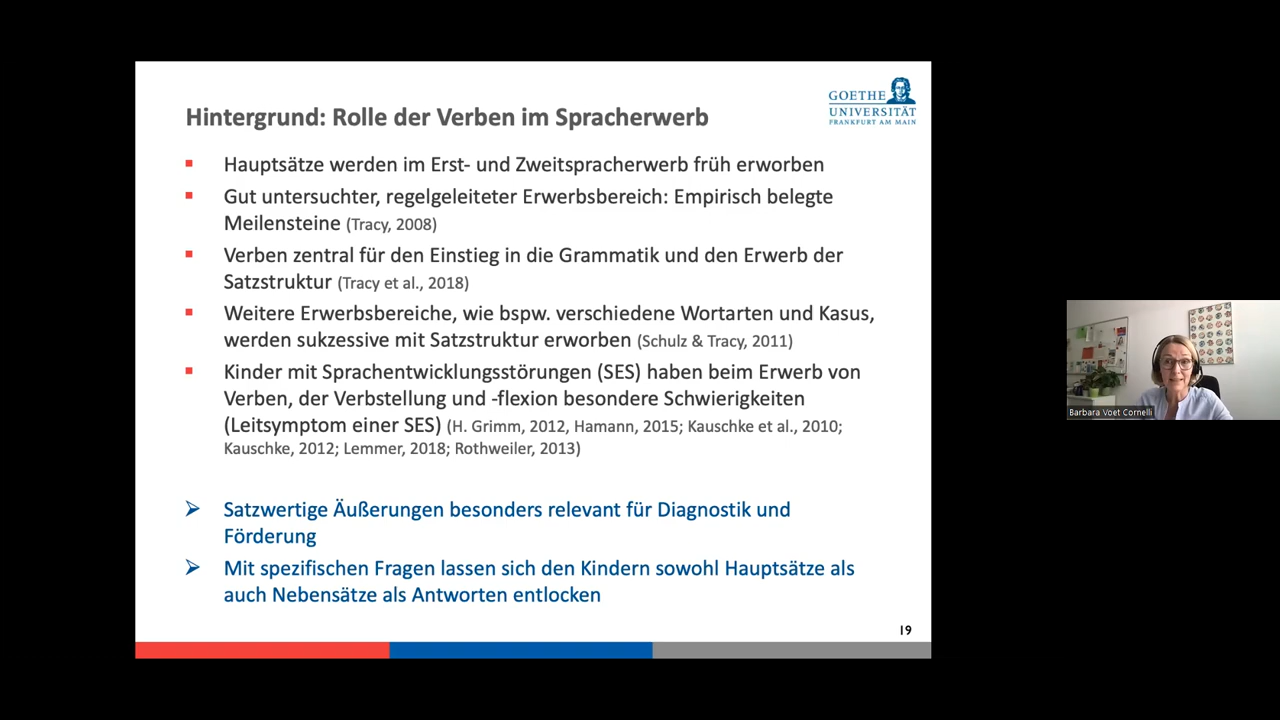 GOETHE
UNIVERSITÄT
FRANKFURT AM MAIN
Hintergrund: Rolle der Verben im Spracherwerb
Hauptsätze werden im Erst- und Zweitspracherwerb früh erworben
Gut untersuchter, regelgeleiteter Erwerbsbereich: Empirisch belegte
Meilensteine (Tracy, 2008)
Verben zentral für den Einstieg in die Grammatik und den Erwerb der
Satzstruktur (Tracy et al., 2018)
Weitere Erwerbsbereiche, wie bspw. verschiedene Wortarten und Kasus,
werden sukzessive mit Satzstruktur erworben (Schulz & Tracy, 2011)
Kinder mit Sprachentwicklungsstörungen (SES) haben beim Erwerb von
Verben, der Verbstellung und -flexion besondere Schwierigkeiten
(Leitsymptom einer SES) (H. Grimm, 2012, Hamann, 2015; Kauschke et al., 2010;
Kauschke, 2012; Lemmer, 2018; Rothweiler, 2013)
Satzwertige Äußerungen besonders relevant für Diagnostik und
Förderung
Mit spezifischen Fragen lassen sich den Kindern sowohl Hauptsätze als
auch Nebensätze als Antworten entlocken
19
Barbara Voet Cornelli